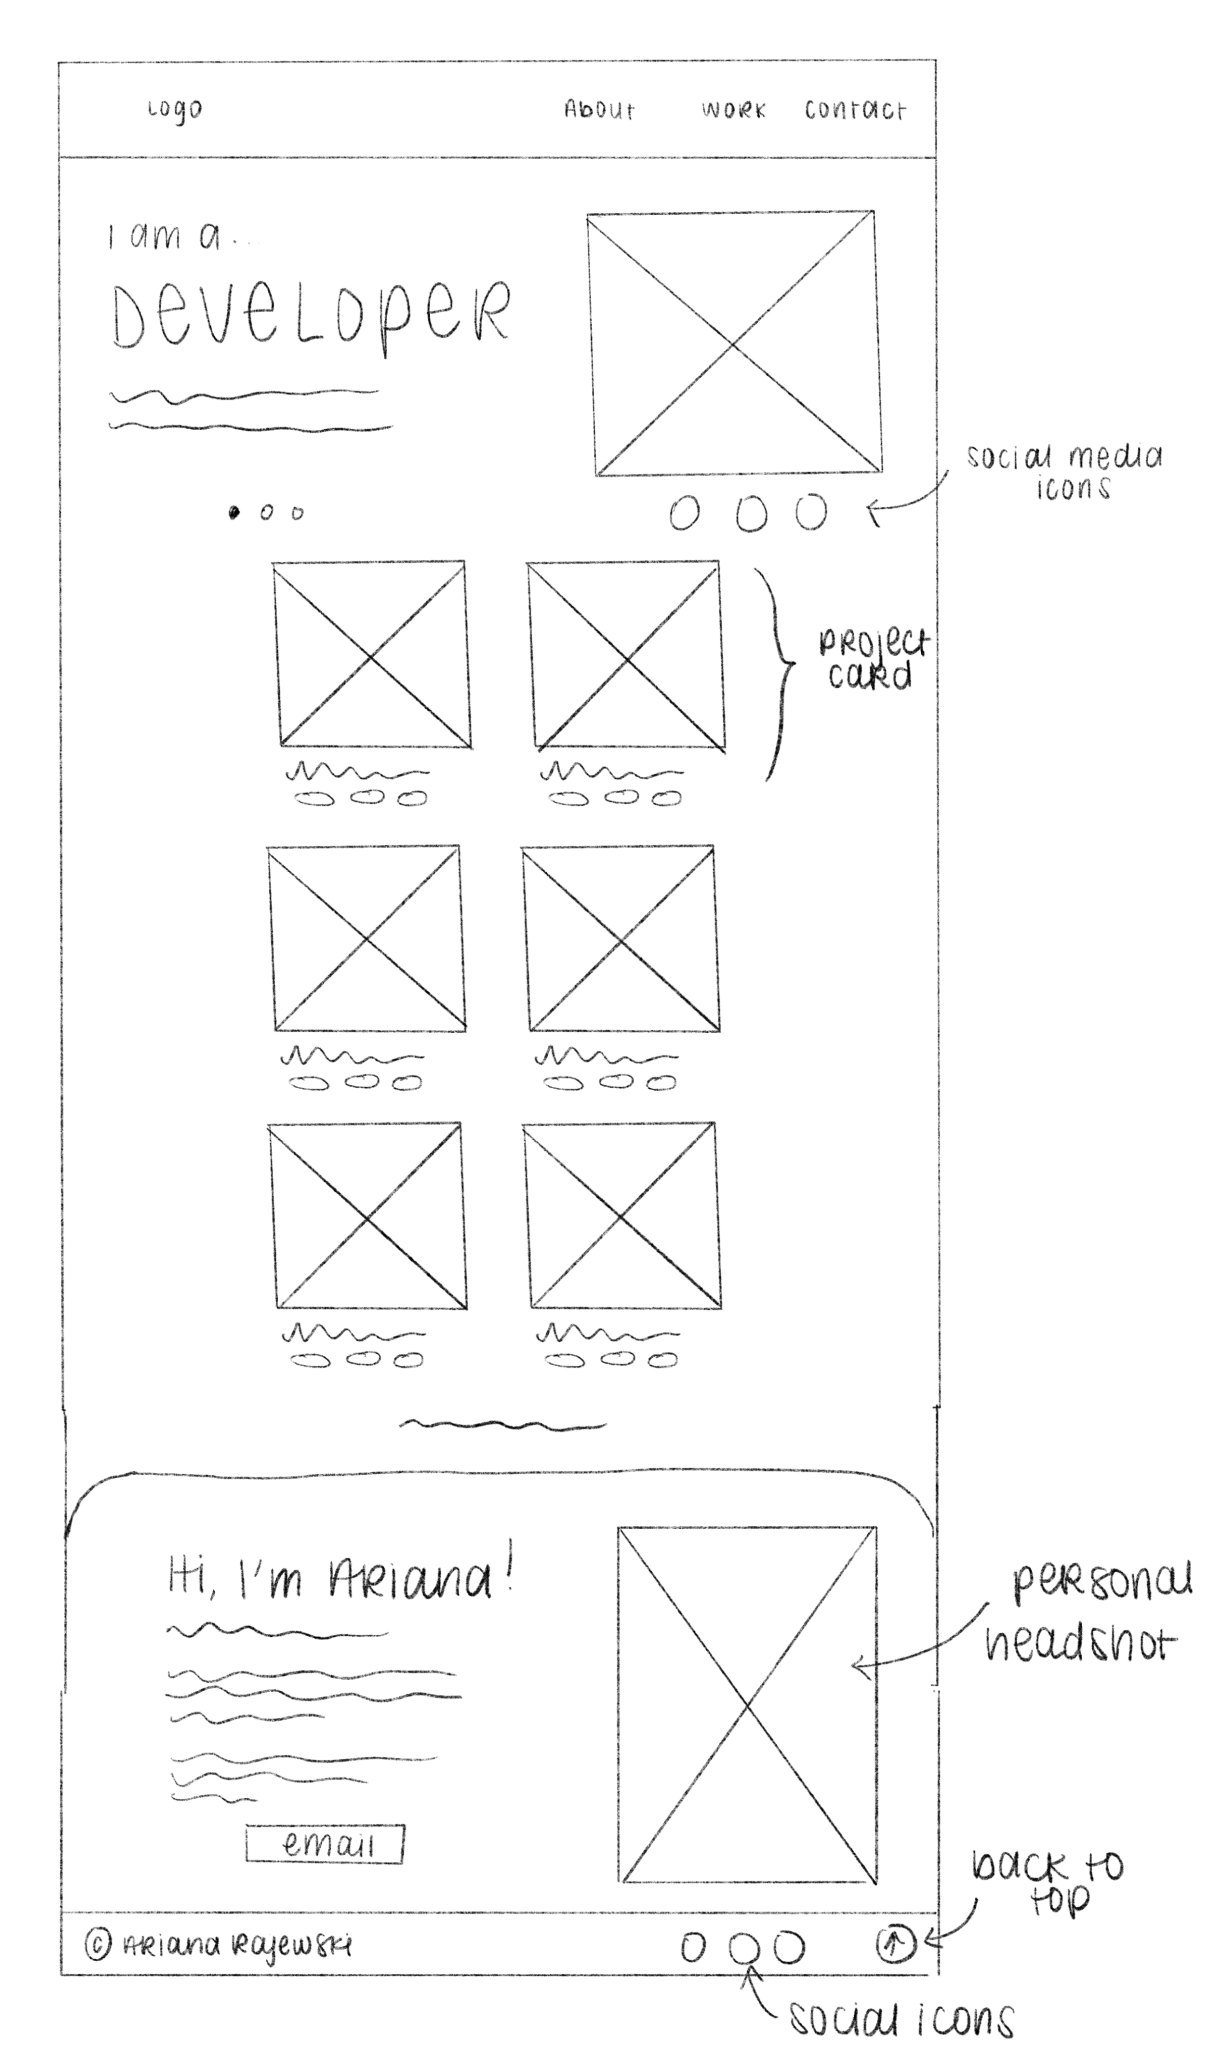 Logo
About
Work
Contact
I am a..
Developer
social media
icons
project
card
Hi, I'm Ariana!
personal
headshot
email
back to
top
© Ariana Rajewski
social icons